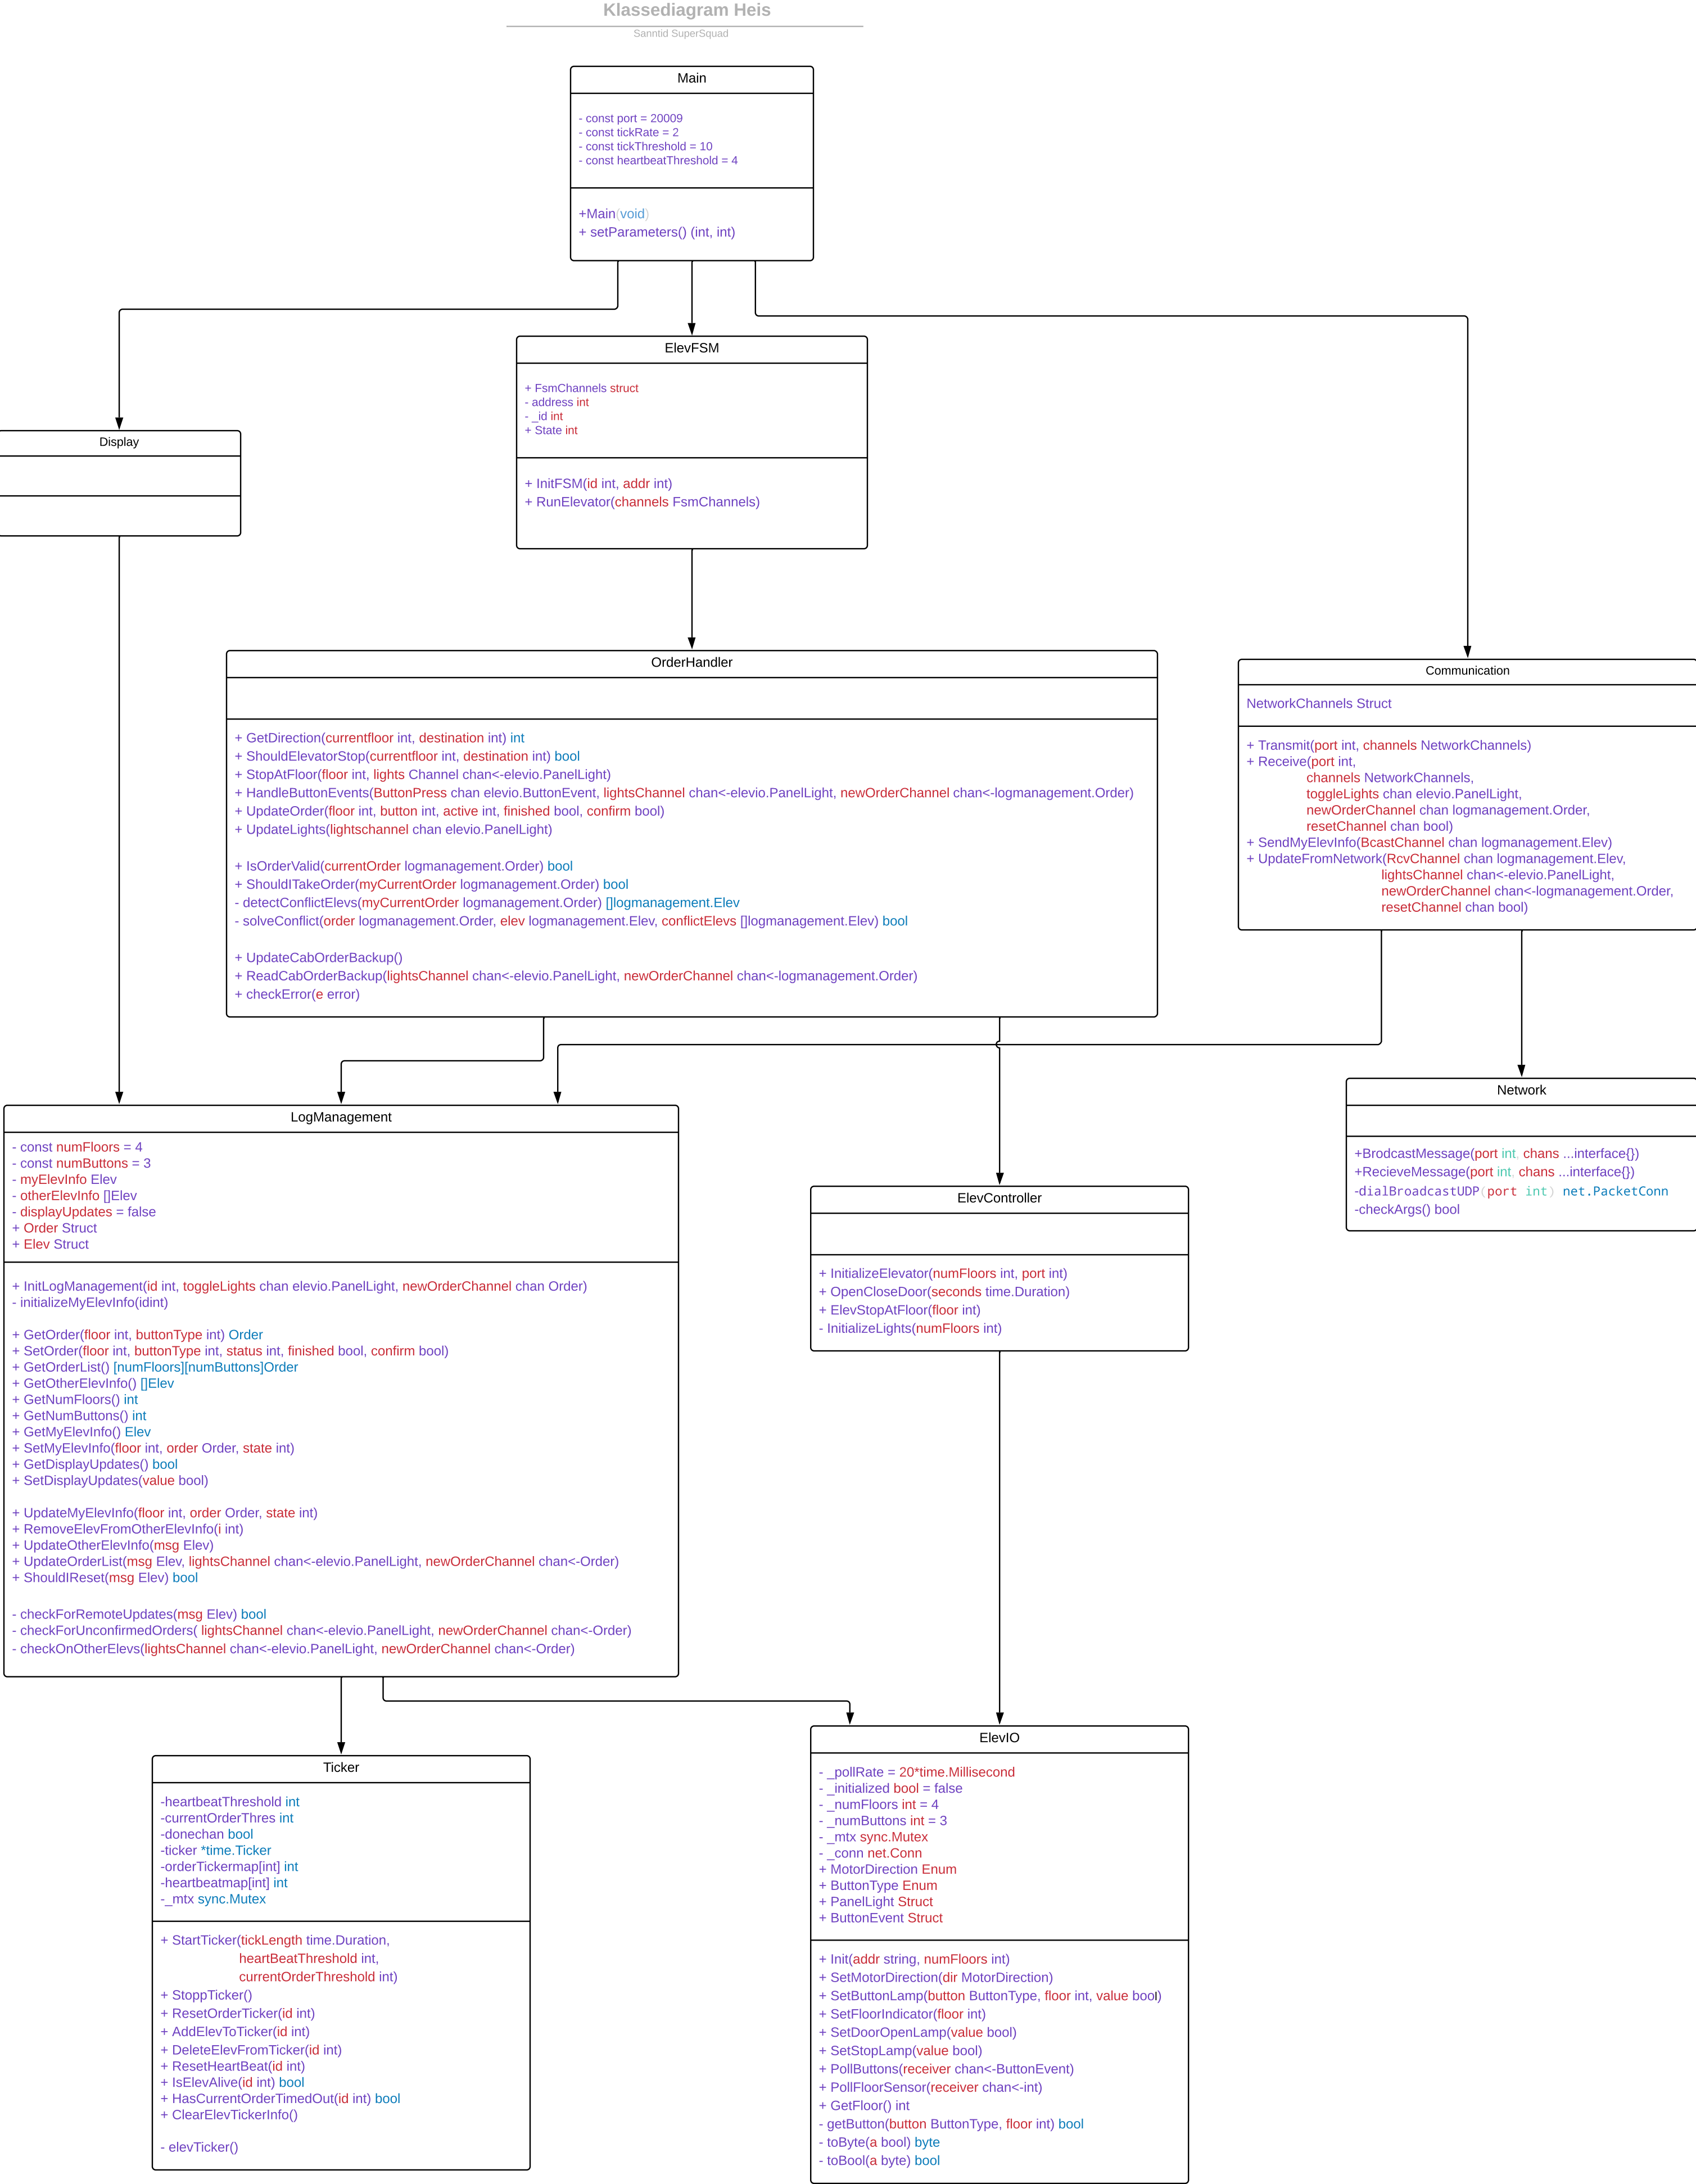 Klassediagram Heis
Sanntid SuperSquad
Main
- const port = 20009
- const tickRate = 2
- const tickThreshold = 10
- const heartbeatThreshold = 4
+Main(void)
+ setParameters() (int, int)
ElevFSM
+ FsmChannels struct
- address int
- _id int
+ State int
+ InitFSM(id int, addr int)
+ RunElevator(channels FsmChannels)
Display
OrderHandler
+ GetDirection(currentfloor int, destination int) int
+ ShouldElevatorStop(currentfloor int, destination int) bool
+ StopAtFloor(floor int, lights Channel chan<-elevio.PanelLight)
+ HandleButtonEvents(ButtonPress chan elevio.ButtonEvent, lightsChannel chan<-elevio.PanelLight, newOrderChannel chan<-logmanagement.Order)
+ UpdateOrder(floor int, button int, active int, finished bool, confirm bool)
+ UpdateLights(lightschannel chan elevio.PanelLight)
+ IsOrderValid(currentOrder logmanagement.Order) bool
+ ShouldITakeOrder(myCurrentOrder logmanagement.Order) bool
- detectConflictElevs(myCurrentOrder logmanagement.Order) []logmanagement.Elev
- solveConflict(order logmanagement.Order, elev logmanagement.Elev, conflictElevs []logmanagement.Elev) bool
+ UpdateCabOrderBackup()
+ ReadCabOrderBackup(lightsChannel chan<-elevio.PanelLight, newOrderChannel chan<-logmanagement.Order)
+ checkError(e error)
Communication
NetworkChannels Struct
+ Transmit(port int, channels NetworkChannels)
+ Receive(port int,
channels NetworkChannels,
toggleLights chan elevio.PanelLight,
newOrderChannel chan logmanagement.Order,
resetChannel chan bool)
+ SendMyElevInfo(BcastChannel chan logmanagement.Elev)
+ UpdateFromNetwork(RcvChannel chan logmanagement.Elev,
lightsChannel chan<-elevio.PanelLight,
newOrderChannel chan<-logmanagement.Order,
resetChannel chan bool)
Network
+BrodcastMessage(port int, chans ...interface{})
+RecieveMessage(port int, chans ...interface{})
-dialBroadcastUDP(port int) net.PacketConn
-checkArgs() bool
LogManagement
- const numFloors = 4
- const numButtons = 3
- myElevInfo Elev
- otherElevInfo []Elev
- displayUpdates = false
+ Order Struct
+ Elev Struct
+ InitLogManagement(id int, toggleLights chan elevio.PanelLight, newOrderChannel chan Order)
- initializeMyElevInfo(idint)
+ GetOrder(floor int, buttonType int) Order
+ SetOrder(floor int, buttonType int, status int, finished bool, confirm bool)
+ GetOrderList() [numFloors][numButtons]Order
+ GetOtherElevInfo() []Elev
+ GetNumFloors() int
+ GetNumButtons() int
+ GetMyElevInfo() Elev
+ SetMyElevInfo(floor int, order Order, state int)
+ GetDisplayUpdates() bool
+ SetDisplayUpdates(value bool)
+ UpdateMyElevInfo(floor int, order Order, state int)
+ RemoveElevFromOtherElevInfo(i int)
+ UpdateOtherElevInfo(msg Elev)
+ UpdateOrderList(msg Elev, lightsChannel chan<-elevio.PanelLight, newOrderChannel chan<-Order)
+ ShouldIReset(msg Elev) bool
- checkForRemoteUpdates(msg Elev) bool
- checkForUnconfirmedOrders( lightsChannel chan<-elevio.PanelLight, newOrderChannel chan<-Order)
- checkOnOtherElevs(lightsChannel chan<-elevio.PanelLight, newOrderChannel chan<-Order)
ElevController
+ InitializeElevator(numFloors int, port int)
+ OpenCloseDoor(seconds time.Duration)
+ ElevStopAtFloor(floor int)
- InitializeLights(numFloors int)
Ticker
-heartbeatThreshold int
-currentOrderThres int
-donechan bool
-ticker *time.Ticker
-orderTickermap[int] int
-heartbeatmap[int] int
-_mtx sync.Mutex
+ StartTicker(tickLength time.Duration,
heartBeatThreshold int,
currentOrderThreshold int)
+ StoppTicker()
+ ResetOrderTicker(id int)
+ AddElevToTicker(id int)
+ DeleteElevFromTicker(id int)
+ ResetHeartBeat(id int)
+ IsElevAlive(id int) bool
+ HasCurrentOrderTimedOut(id int) bool
+ ClearElevTickerInfo()
- elevTicker()
ElevIO
- _pollRate = 20*time.Millisecond
- _initialized bool = false
- _numFloors int = 4
- _numButtons int = 3
- _mtx sync.Mutex
- _conn net.Conn
+ MotorDirection Enum
+ ButtonType Enum
+ PanelLight Struct
+ ButtonEvent Struct
+ Init(addr string, numFloors int)
+ SetMotorDirection(dir MotorDirection)
+ SetButtonLamp(button ButtonType, floor int, value bool)
+ SetFloorIndicator(floor int)
+ SetDoorOpenLamp(value bool)
+ SetStopLamp(value bool)
+ PollButtons(receiver chan<-ButtonEvent)
+ PollFloorSensor(receiver chan<-int)
+ GetFloor() int
- getButton(button ButtonType, floor int) bool
- toByte(a bool) byte
- toBool(a byte) bool